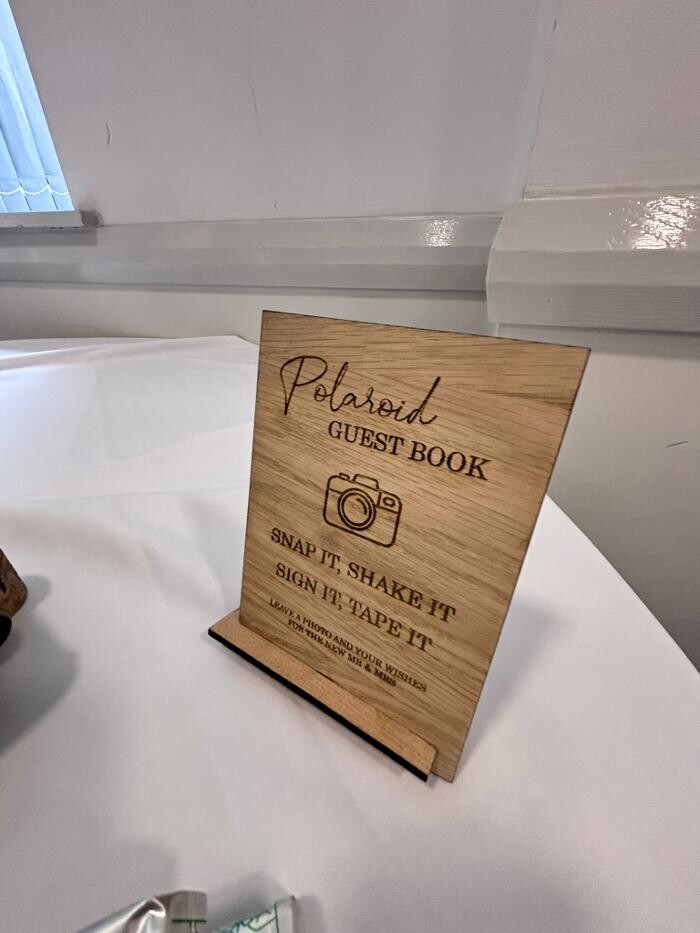 Polaroid
GUEST BOOK
SNAP IT, SHAKE IT
SIGN IT, TAPE IT
LEAVE A PHOTO AND YOUR WISHES
FOR THE NEW MR & MRS